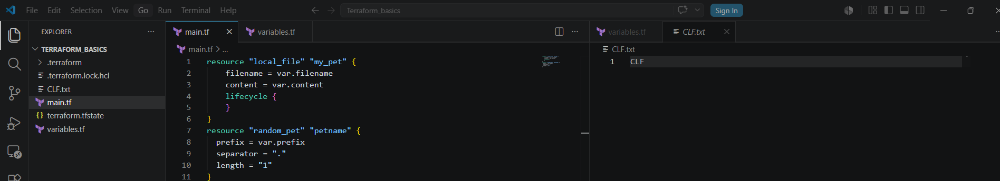 File Edit Selection View Go Run Terminal Help
Terraform_basics
Sign In
EXPLORER
TERRAFORM_BASICS
.terraform
.terraform.lock.hcl
CLF.txt
main.tf
terraform.tfstate
variables.tf
main.tf variables.tf
main.tf > ...
1 resource "local_file" "my_pet" {
2 filename = var.filename
3 content = var.content
4 lifecycle {
5 }
6 }
7 resource "random_pet" "petname" {
8 prefix = var.prefix
9 separator = "."
10 length = "1"
11 }
variables.tf CLF.txt
CLF.txt
1 CLF